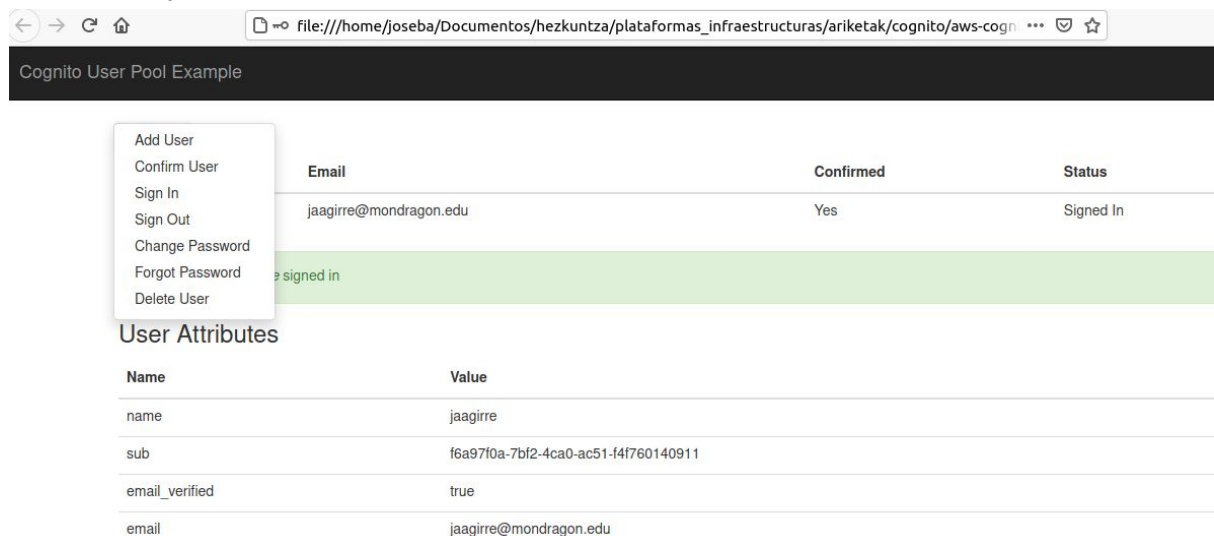 file:///home/joseba/Documentos/hezkuntza/plataformas_infraestructuras/ariketak/cognito/aws-cogn
Cognito User Pool Example
Add User
Confirm User
Sign In
Sign Out
Change Password
Forgot Password
Delete User
Email Confirmed Status
jaagirre@mondragon.edu Yes Signed In
signed in
User Attributes
Name Value
name jaagirre
sub f6a97f0a-7bf2-4ca0-ac51-f4f760140911
email_verified true
email jaagirre@mondragon.edu